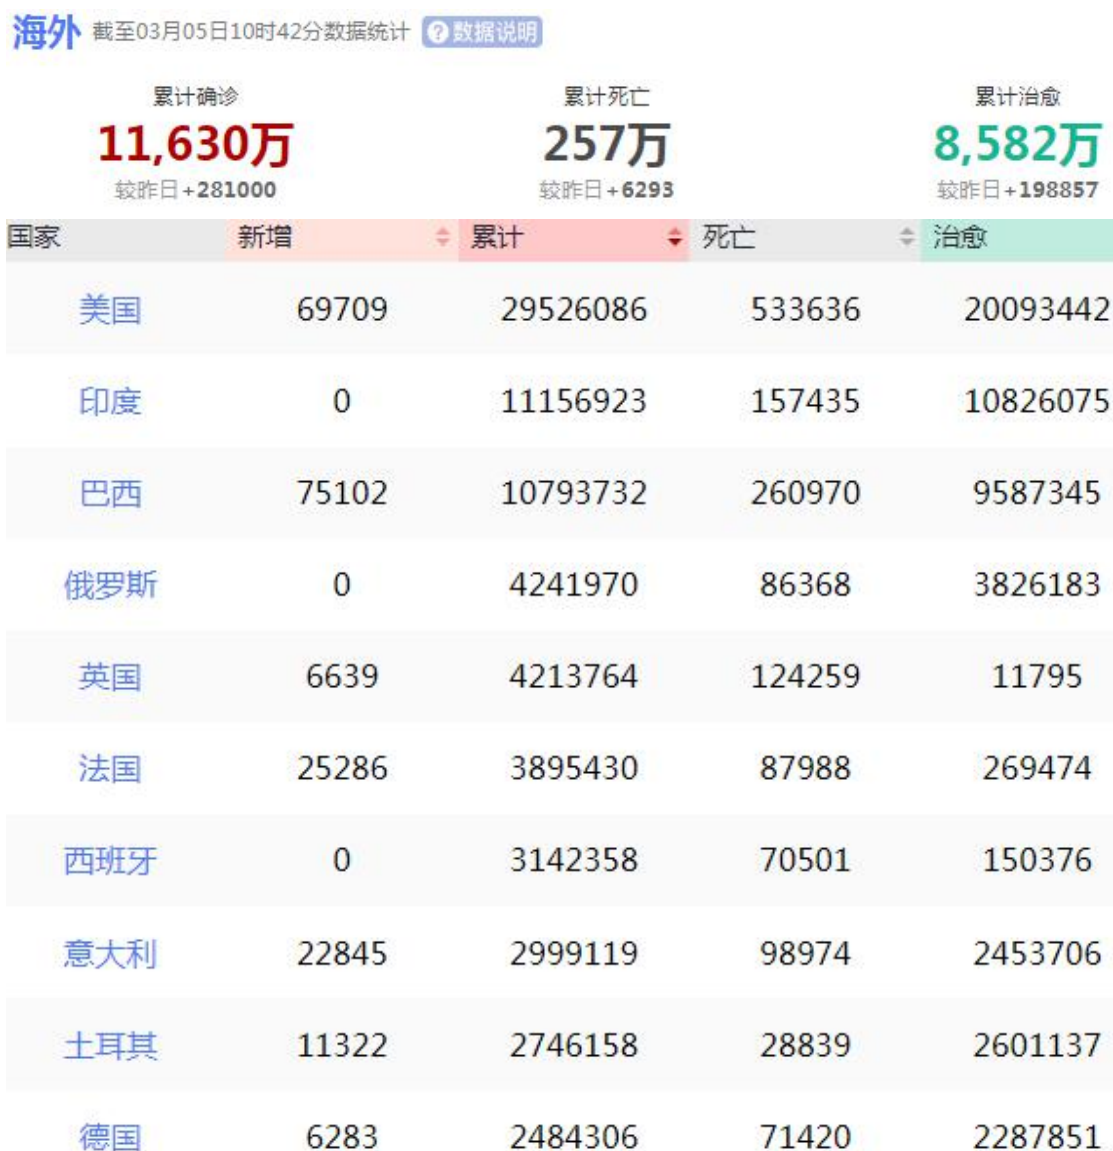 海外 截至03月05日10时42分数据统计 ?数据说明
累计确诊 累计死亡 累计治愈
11,630万 257万 8,582万
较昨日+281000 较昨日+6293 较昨日+198857
国家 新增 累计 死亡 治愈
美国 69709 29526086 533636 20093442
印度 0 11156923 157435 10826075
巴西 75102 10793732 260970 9587345
俄罗斯 0 4241970 86368 3826183
英国 6639 4213764 124259 11795
法国 25286 3895430 87988 269474
西班牙 0 3142358 70501 150376
意大利 22845 2999119 98974 2453706
土耳其 11322 2746158 28839 2601137
德国 6283 2484306 71420 2287851